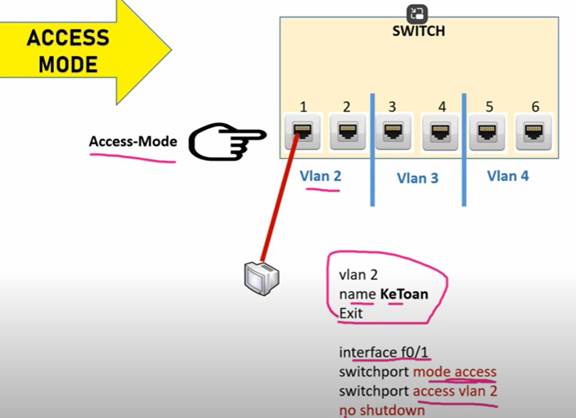 ACCESS
MODE
SWITCH
1 2 3 4 5 6
Access-Mode
Vlan 2 Vlan 3 Vlan 4
vlan 2
name KeToan
Exit
interface f0/1
switchport mode access
switchport access vlan 2
no shutdown